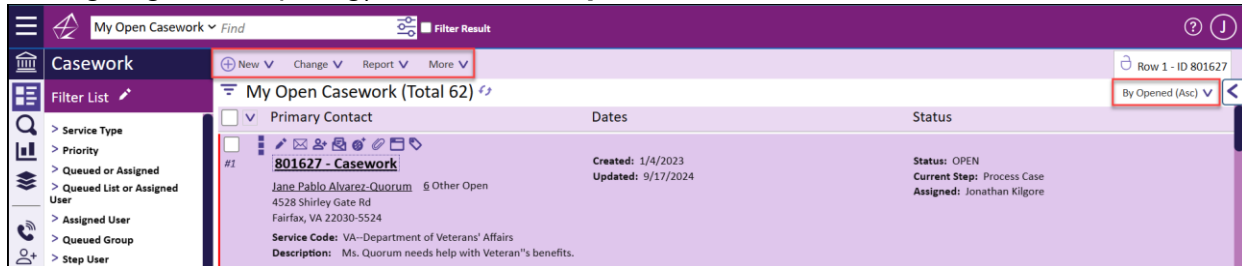 My Open Casework Find Filter Result ? J
Casework New Change Report More Row 1 - ID 801627
Filter List My Open Casework (Total 62) By Opened (Asc)
> Service Type Primary Contact Dates Status
> Priority
> Queued or Assigned #1 801627 - Casework Created: 1/4/2023 Status: OPEN
> Queued List or Assigned User Jane Pablo Alvarez-Quorum 6 Other Open Updated: 9/17/2024 Current Step: Process Case
4528 Shirley Gate Rd Assigned: Jonathan Kilgore
> Assigned User Fairfax, VA 22030-5524
> Queued Group Service Code: VA--Department of Veterans' Affairs
> Step User Description: Ms. Quorum needs help with Veteran"s benefits.